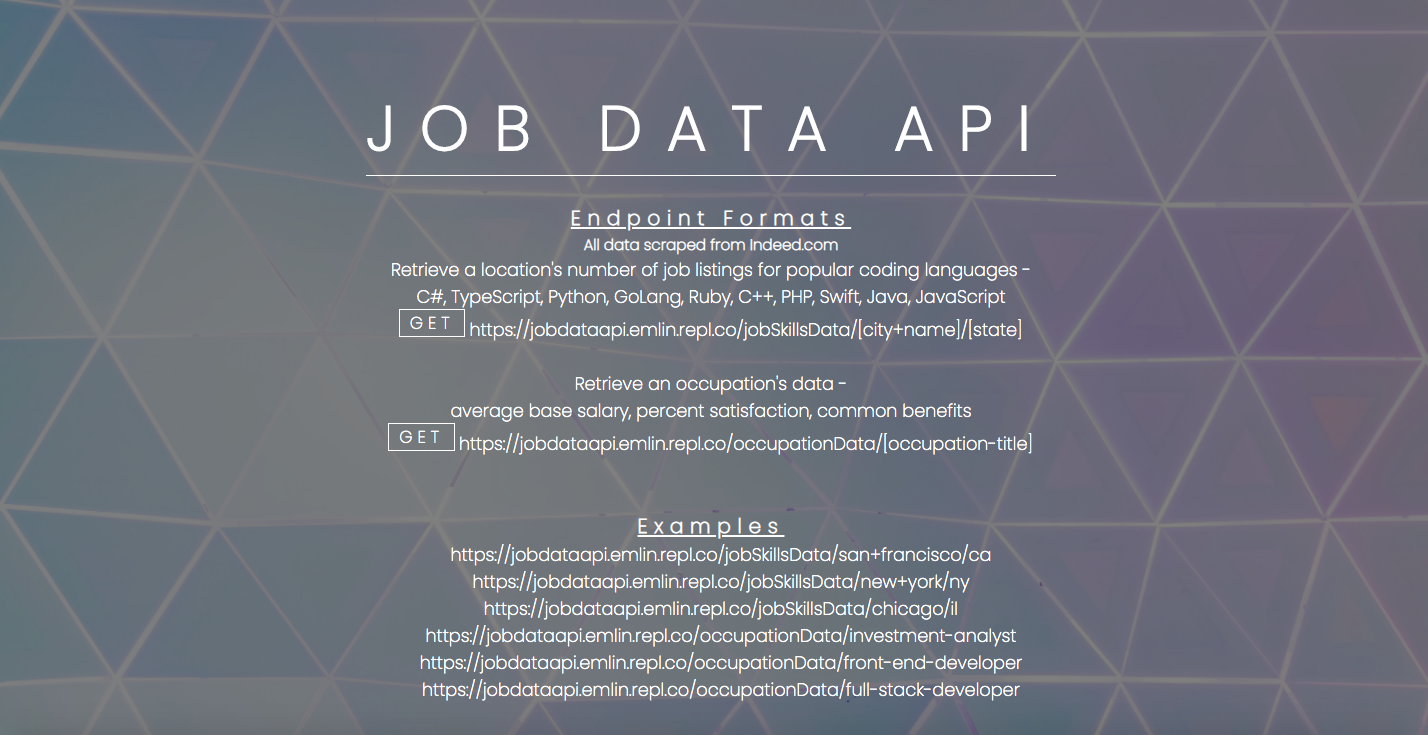 JOB DATA API
Endpoint Formats
All data scraped from Indeed.com
Retrieve a location's number of job listings for popular coding languages -
C#, TypeScript, Python, GoLang, Ruby, C++, PHP, Swift, Java, JavaScript
GET https://jobdataapi.emlin.repl.co/jobSkillsData/[city+name]/[state]
Retrieve an occupation's data -
average base salary, percent satisfaction, common benefits
GET https://jobdataapi.emlin.repl.co/occupationData/[occupation-title]
Examples
https://jobdataapi.emlin.repl.co/jobSkillsData/san+francisco/ca
https://jobdataapi.emlin.repl.co/jobSkillsData/new+york/ny
https://jobdataapi.emlin.repl.co/jobSkillsData/chicago/il
https://jobdataapi.emlin.repl.co/occupationData/investment-analyst
https://jobdataapi.emlin.repl.co/occupationData/front-end-developer
https://jobdataapi.emlin.repl.co/occupationData/full-stack-developer